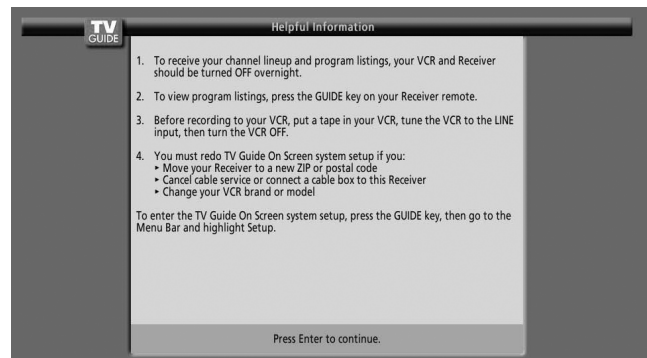 TV
GUIDE
Helpful Information
1. To receive your channel lineup and program listings, your VCR and Receiver
should be turned OFF overnight.
2. To view program listings, press the GUIDE key on your Receiver remote.
3. Before recording to your VCR, put a tape in your VCR, tune the VCR to the LINE
input, then turn the VCR OFF.
4. You must redo TV Guide On Screen system setup if you:
▸ Move your Receiver to a new ZIP or postal code
▸ Cancel cable service or connect a cable box to this Receiver
▸ Change your VCR brand or model
To enter the TV Guide On Screen system setup, press the GUIDE key, then go to the
Menu Bar and highlight Setup.
Press Enter to continue.